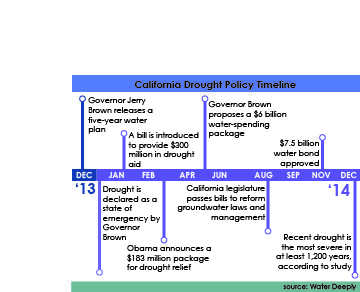 California Drought Policy Timeline
Governor Jerry
Brown releases a
five-year water
plan
A bill is introduced
to provide $300
million in drought
aid
Governor Brown
proposes a $6 billion
water-spending
package
$7.5 billion
water bond
approved
DEC JAN FEB APR JUN AUG SEP NOV DEC
‘13
‘14
Drought is
declared as a
state of
emergency by
Governor
Brown
Obama announces a
$183 million package
for drought relief
California legislature
passes bills to reform
groundwater laws and
management
Recent drought is
the most severe in
at least 1,200 years,
according to study
source: Water Deeply